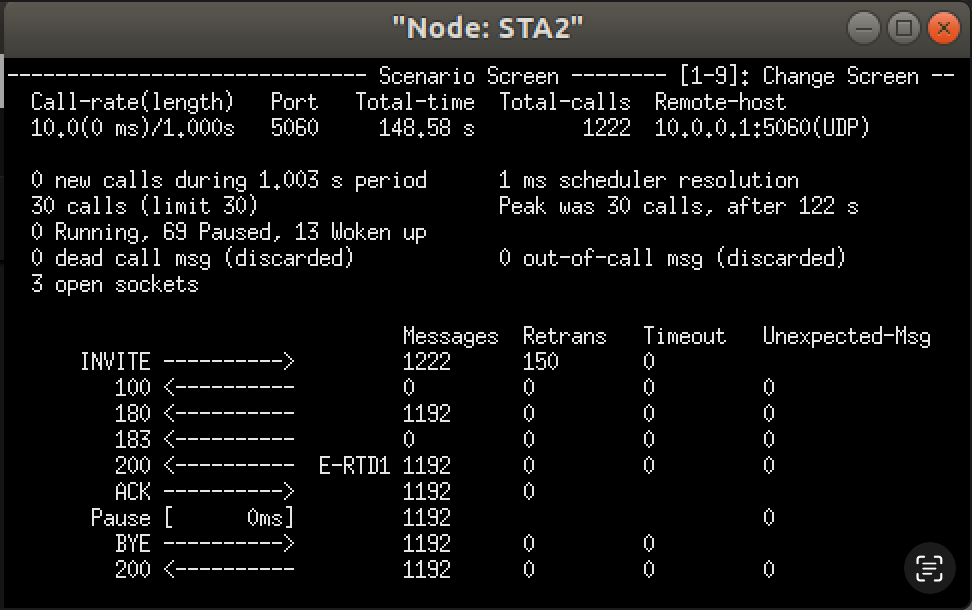 "Node: STA2"
------------------------------ Scenario Screen -------- [1-9]: Change Screen --
Call-rate(length)   Port   Total-time  Total-calls  Remote-host
10.0(0 ms)/1.000s   5060     148.58 s         1222  10.0.0.1:5060(UDP)
0 new calls during 1.003 s period      1 ms scheduler resolution
30 calls (limit 30)                    Peak was 30 calls, after 122 s
0 Running, 69 Paused, 13 Woken up
0 dead call msg (discarded)            0 out-of-call msg (discarded)
3 open sockets
Messages  Retrans   Timeout   Unexpected-Msg
INVITE ---------->         1222      150       0
100 <----------         0         0         0         0
180 <----------         1192      0         0         0
183 <----------         0         0         0         0
200 <----------  E-RTD1 1192      0         0         0
ACK ---------->         1192      0
Pause [      0ms]         1192                          0
BYE ---------->         1192      0         0
200 <----------         1192      0         0         0